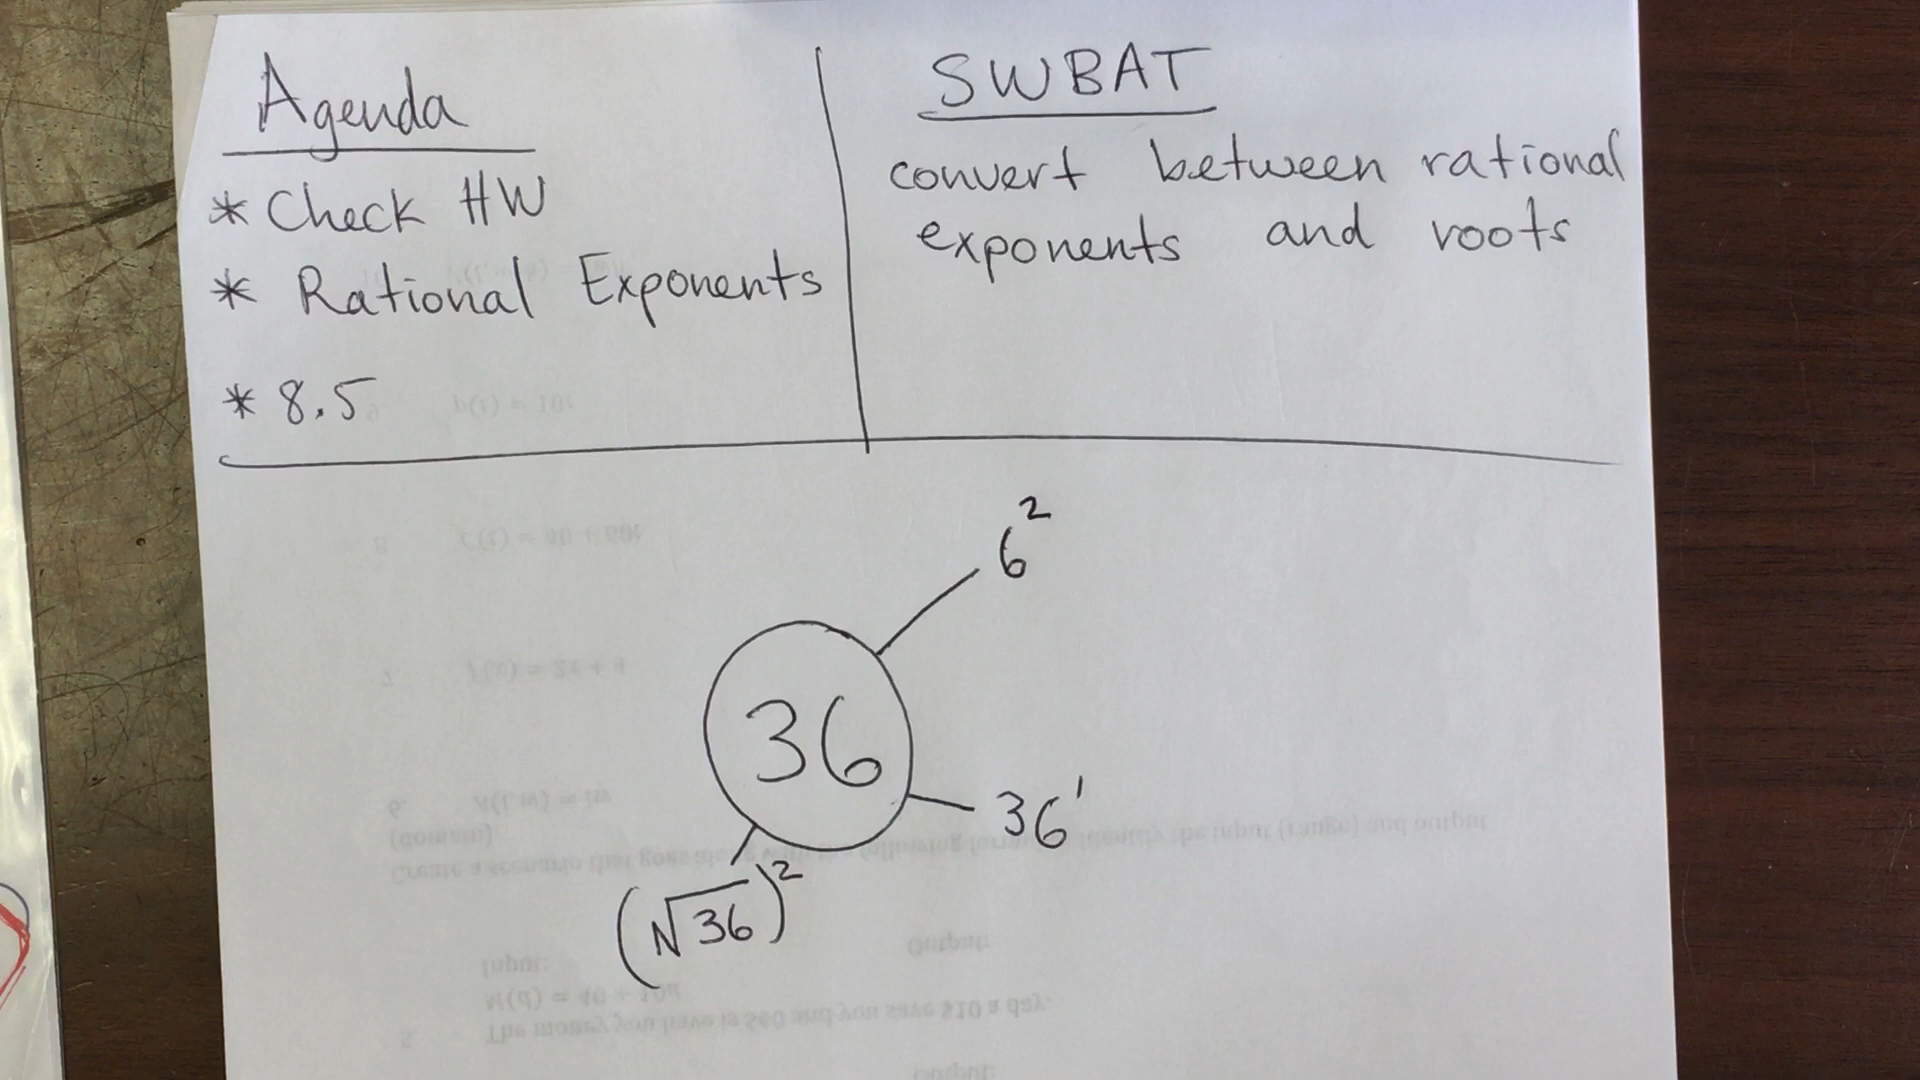 Agenda
* Check HW
* Rational Exponents
* 8.5
SWBAT
convert between rational
exponents and roots
6²
36
36¹
(√36)²